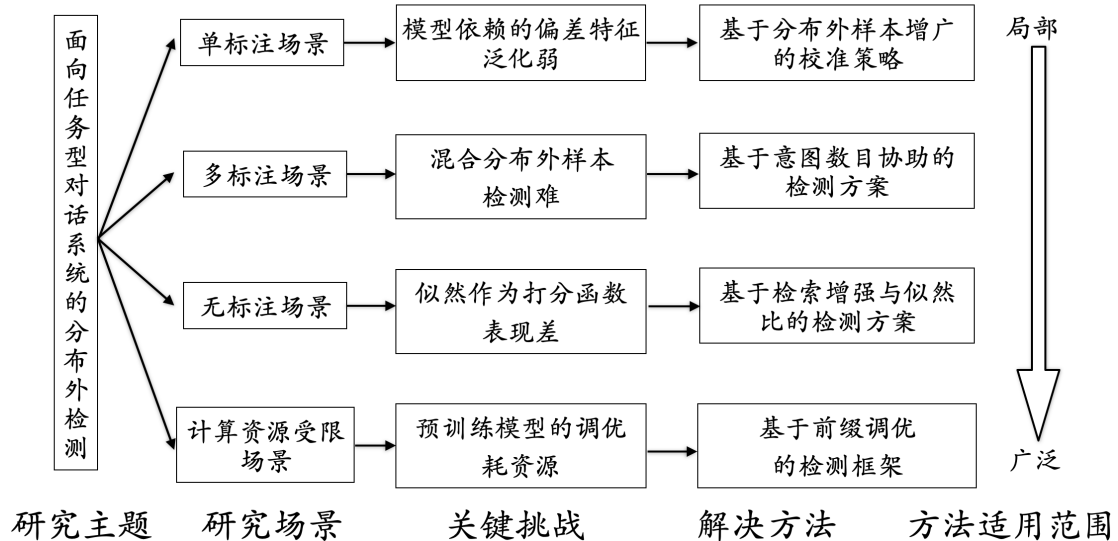 面向任务型对话系统的分布外检测
单标注场景
模型依赖的偏差特征
泛化弱
基于分布外样本增广
的校准策略
局部
多标注场景
混合分布外样本
检测难
基于意图数目协助的
检测方案
无标注场景
似然作为打分函数
表现差
基于检索增强与似然
比的检测方案
计算资源受限
场景
预训练模型的调优
耗资源
基于前缀调优
的检测框架
广泛
研究主题
研究场景
关键挑战
解决方法
方法适用范围